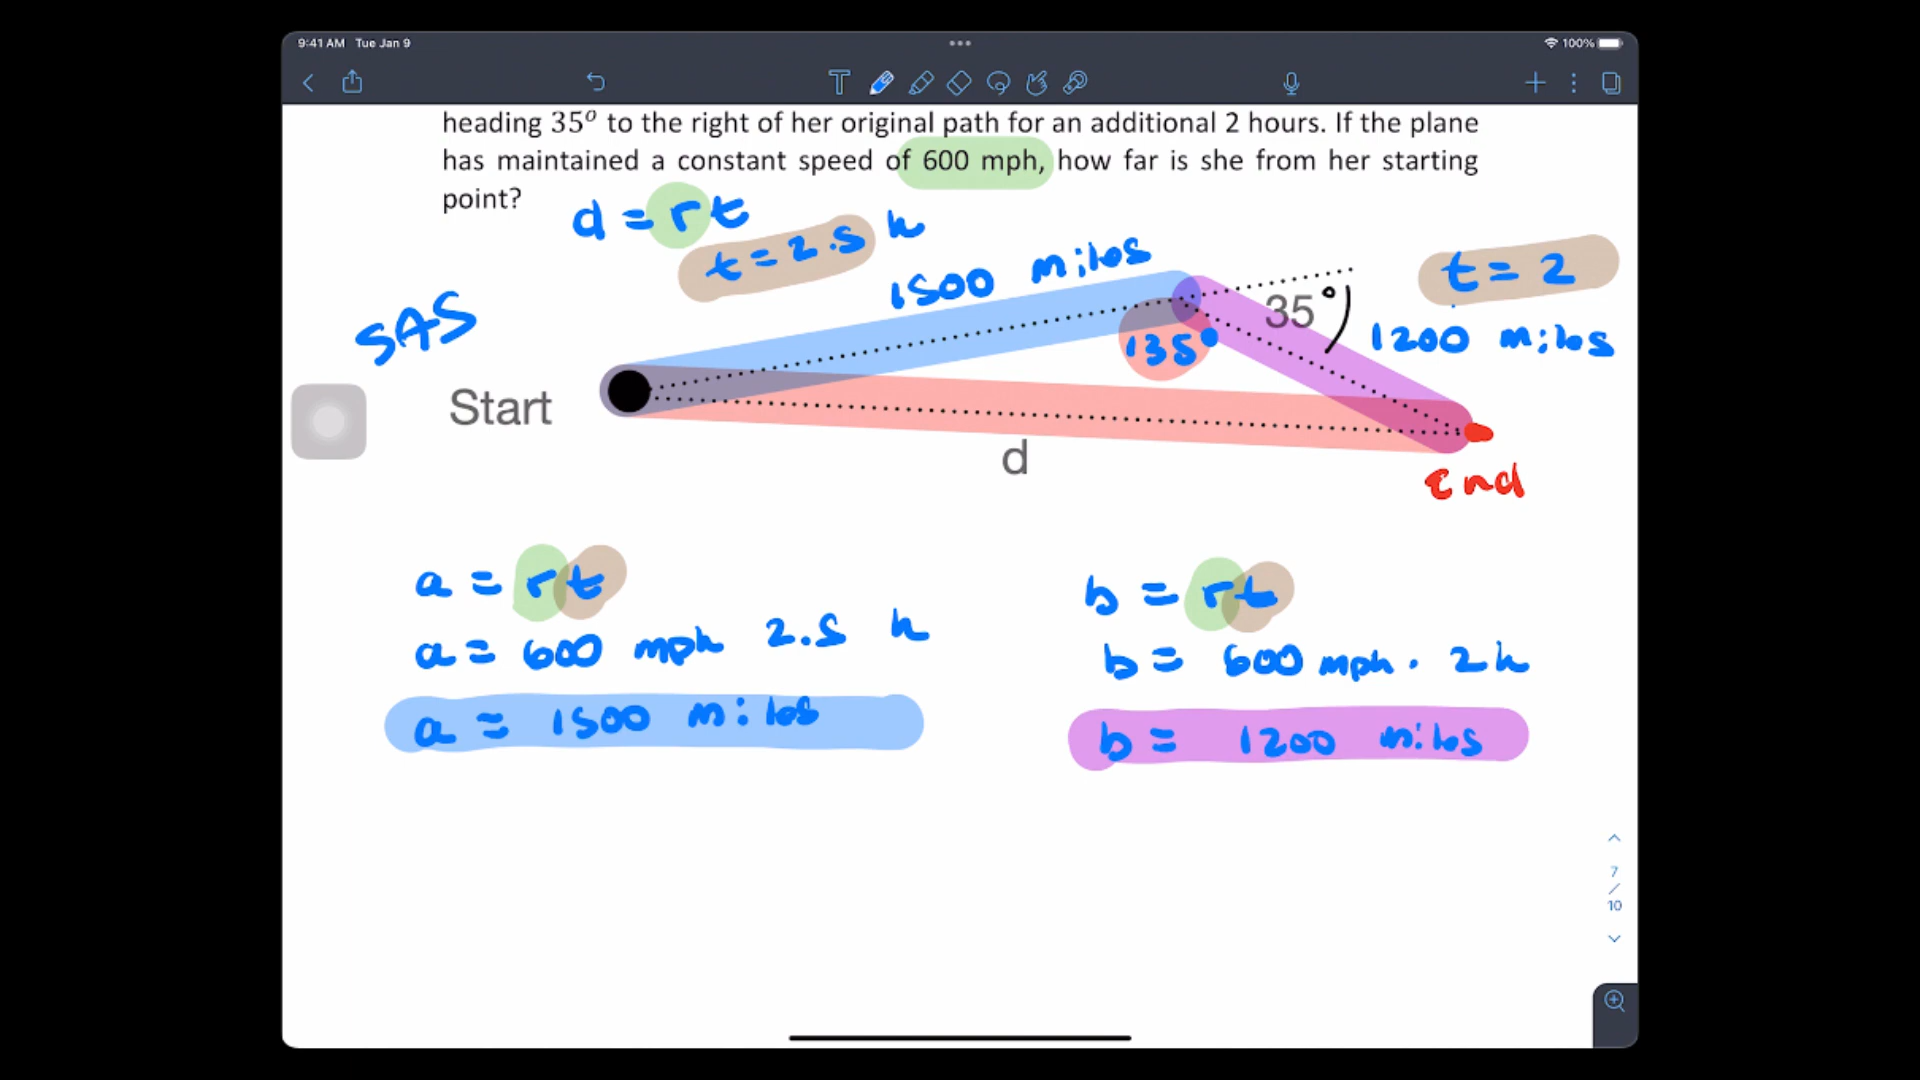 9:41 AM Tue Jan 9
100%
heading 35° to the right of her original path for an additional 2 hours. If the plane
has maintained a constant speed of 600 mph, how far is she from her starting
point?
d = rt
t = 2.5 h
1500 miles
t = 2
SAS
35°
135°
1200 miles
Start
d
End
a = rt
b = rt
a = 600 mph 2.5 h
b = 600 mph · 2h
a = 1500 miles
b = 1200 miles
7
/
10